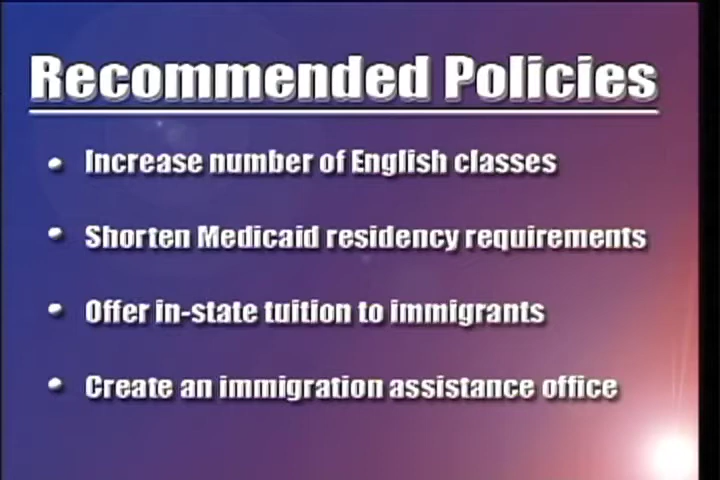 Recommended Policies
Increase number of English classes
Shorten Medicaid residency requirements
Offer in-state tuition to immigrants
Create an immigration assistance office